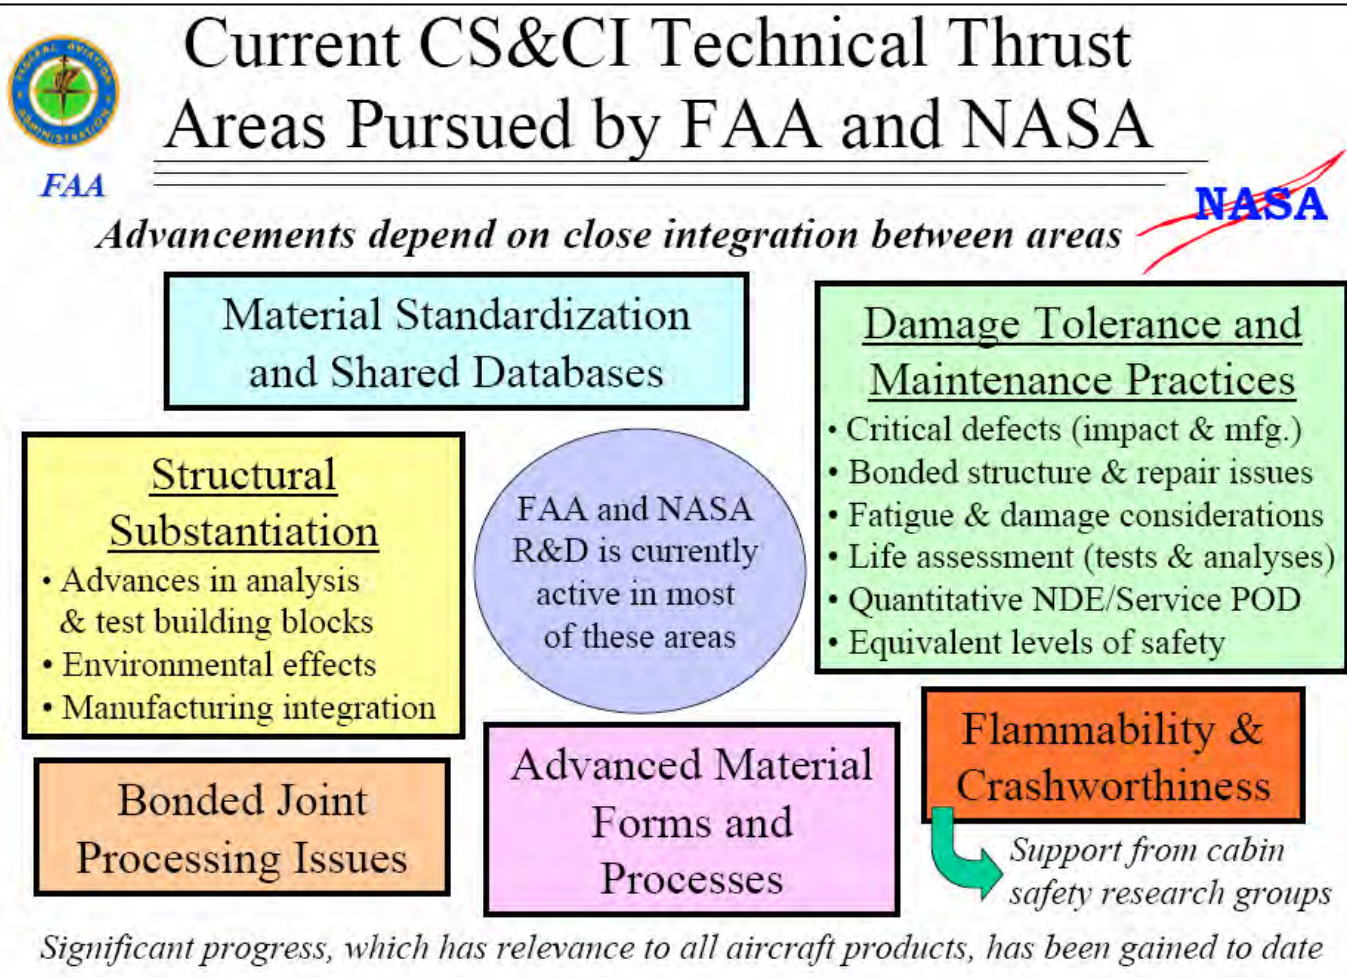 Current CS&CI Technical Thrust
Areas Pursued by FAA and NASA
FEDERAL AVIATION
ADMINISTRATION
FAA
NASA
Advancements depend on close integration between areas
Material Standardization
and Shared Databases
Damage Tolerance and
Maintenance Practices
• Critical defects (impact & mfg.)
• Bonded structure & repair issues
• Fatigue & damage considerations
• Life assessment (tests & analyses)
• Quantitative NDE/Service POD
• Equivalent levels of safety
Structural
Substantiation
• Advances in analysis
& test building blocks
• Environmental effects
• Manufacturing integration
FAA and NASA
R&D is currently
active in most
of these areas
Bonded Joint
Processing Issues
Advanced Material
Forms and
Processes
Flammability &
Crashworthiness
Support from cabin
safety research groups
Significant progress, which has relevance to all aircraft products, has been gained to date